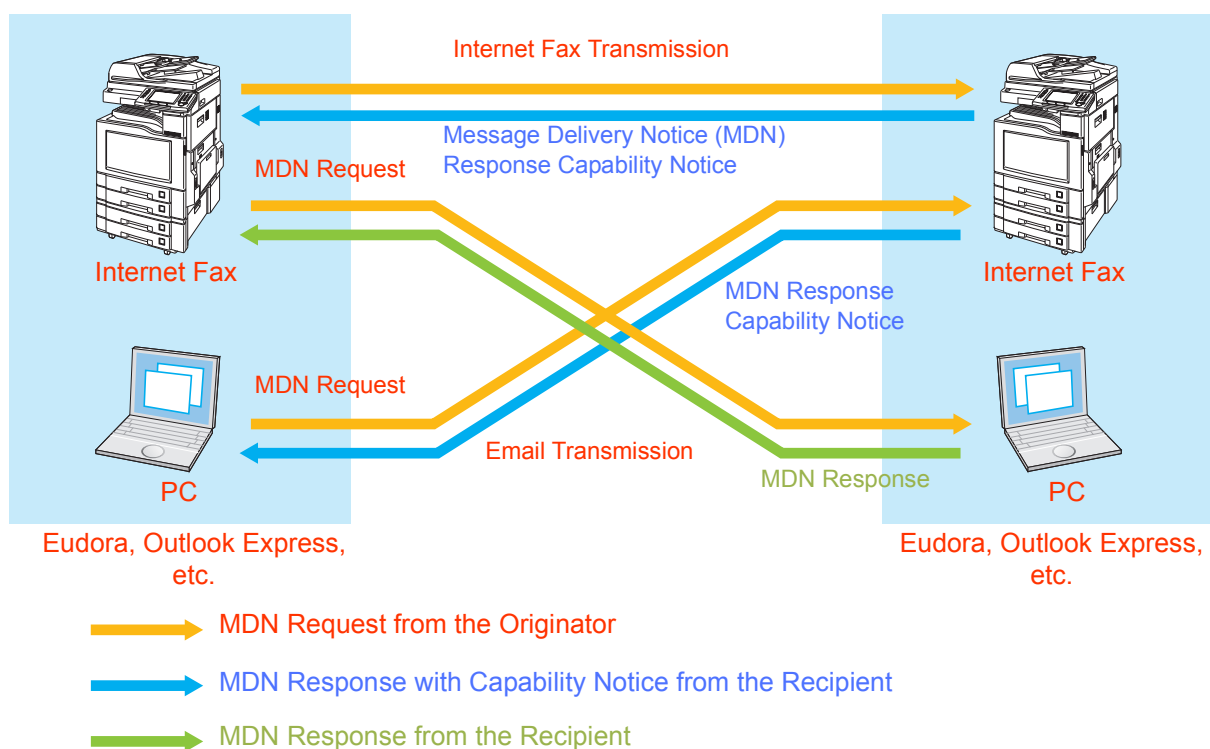 Internet Fax Transmission
Message Delivery Notice (MDN)
Response Capability Notice
MDN Request
Internet Fax
Internet Fax
MDN Response
Capability Notice
MDN Request
Email Transmission
MDN Response
PC
PC
Eudora, Outlook Express,
etc.
Eudora, Outlook Express,
etc.
MDN Request from the Originator
MDN Response with Capability Notice from the Recipient
MDN Response from the Recipient